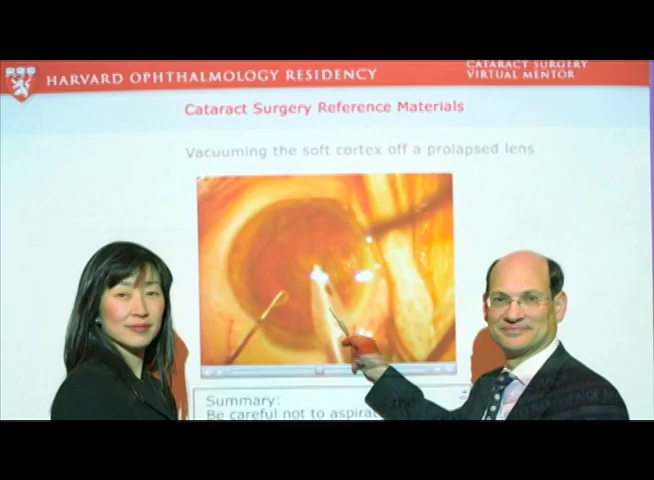 HARVARD OPHTHALMOLOGY RESIDENCY
CATARACT SURGERY
VIRTUAL MENTOR
Cataract Surgery Reference Materials
Vacuuming the soft cortex off a prolapsed lens
Summary:
Be careful not to aspirat